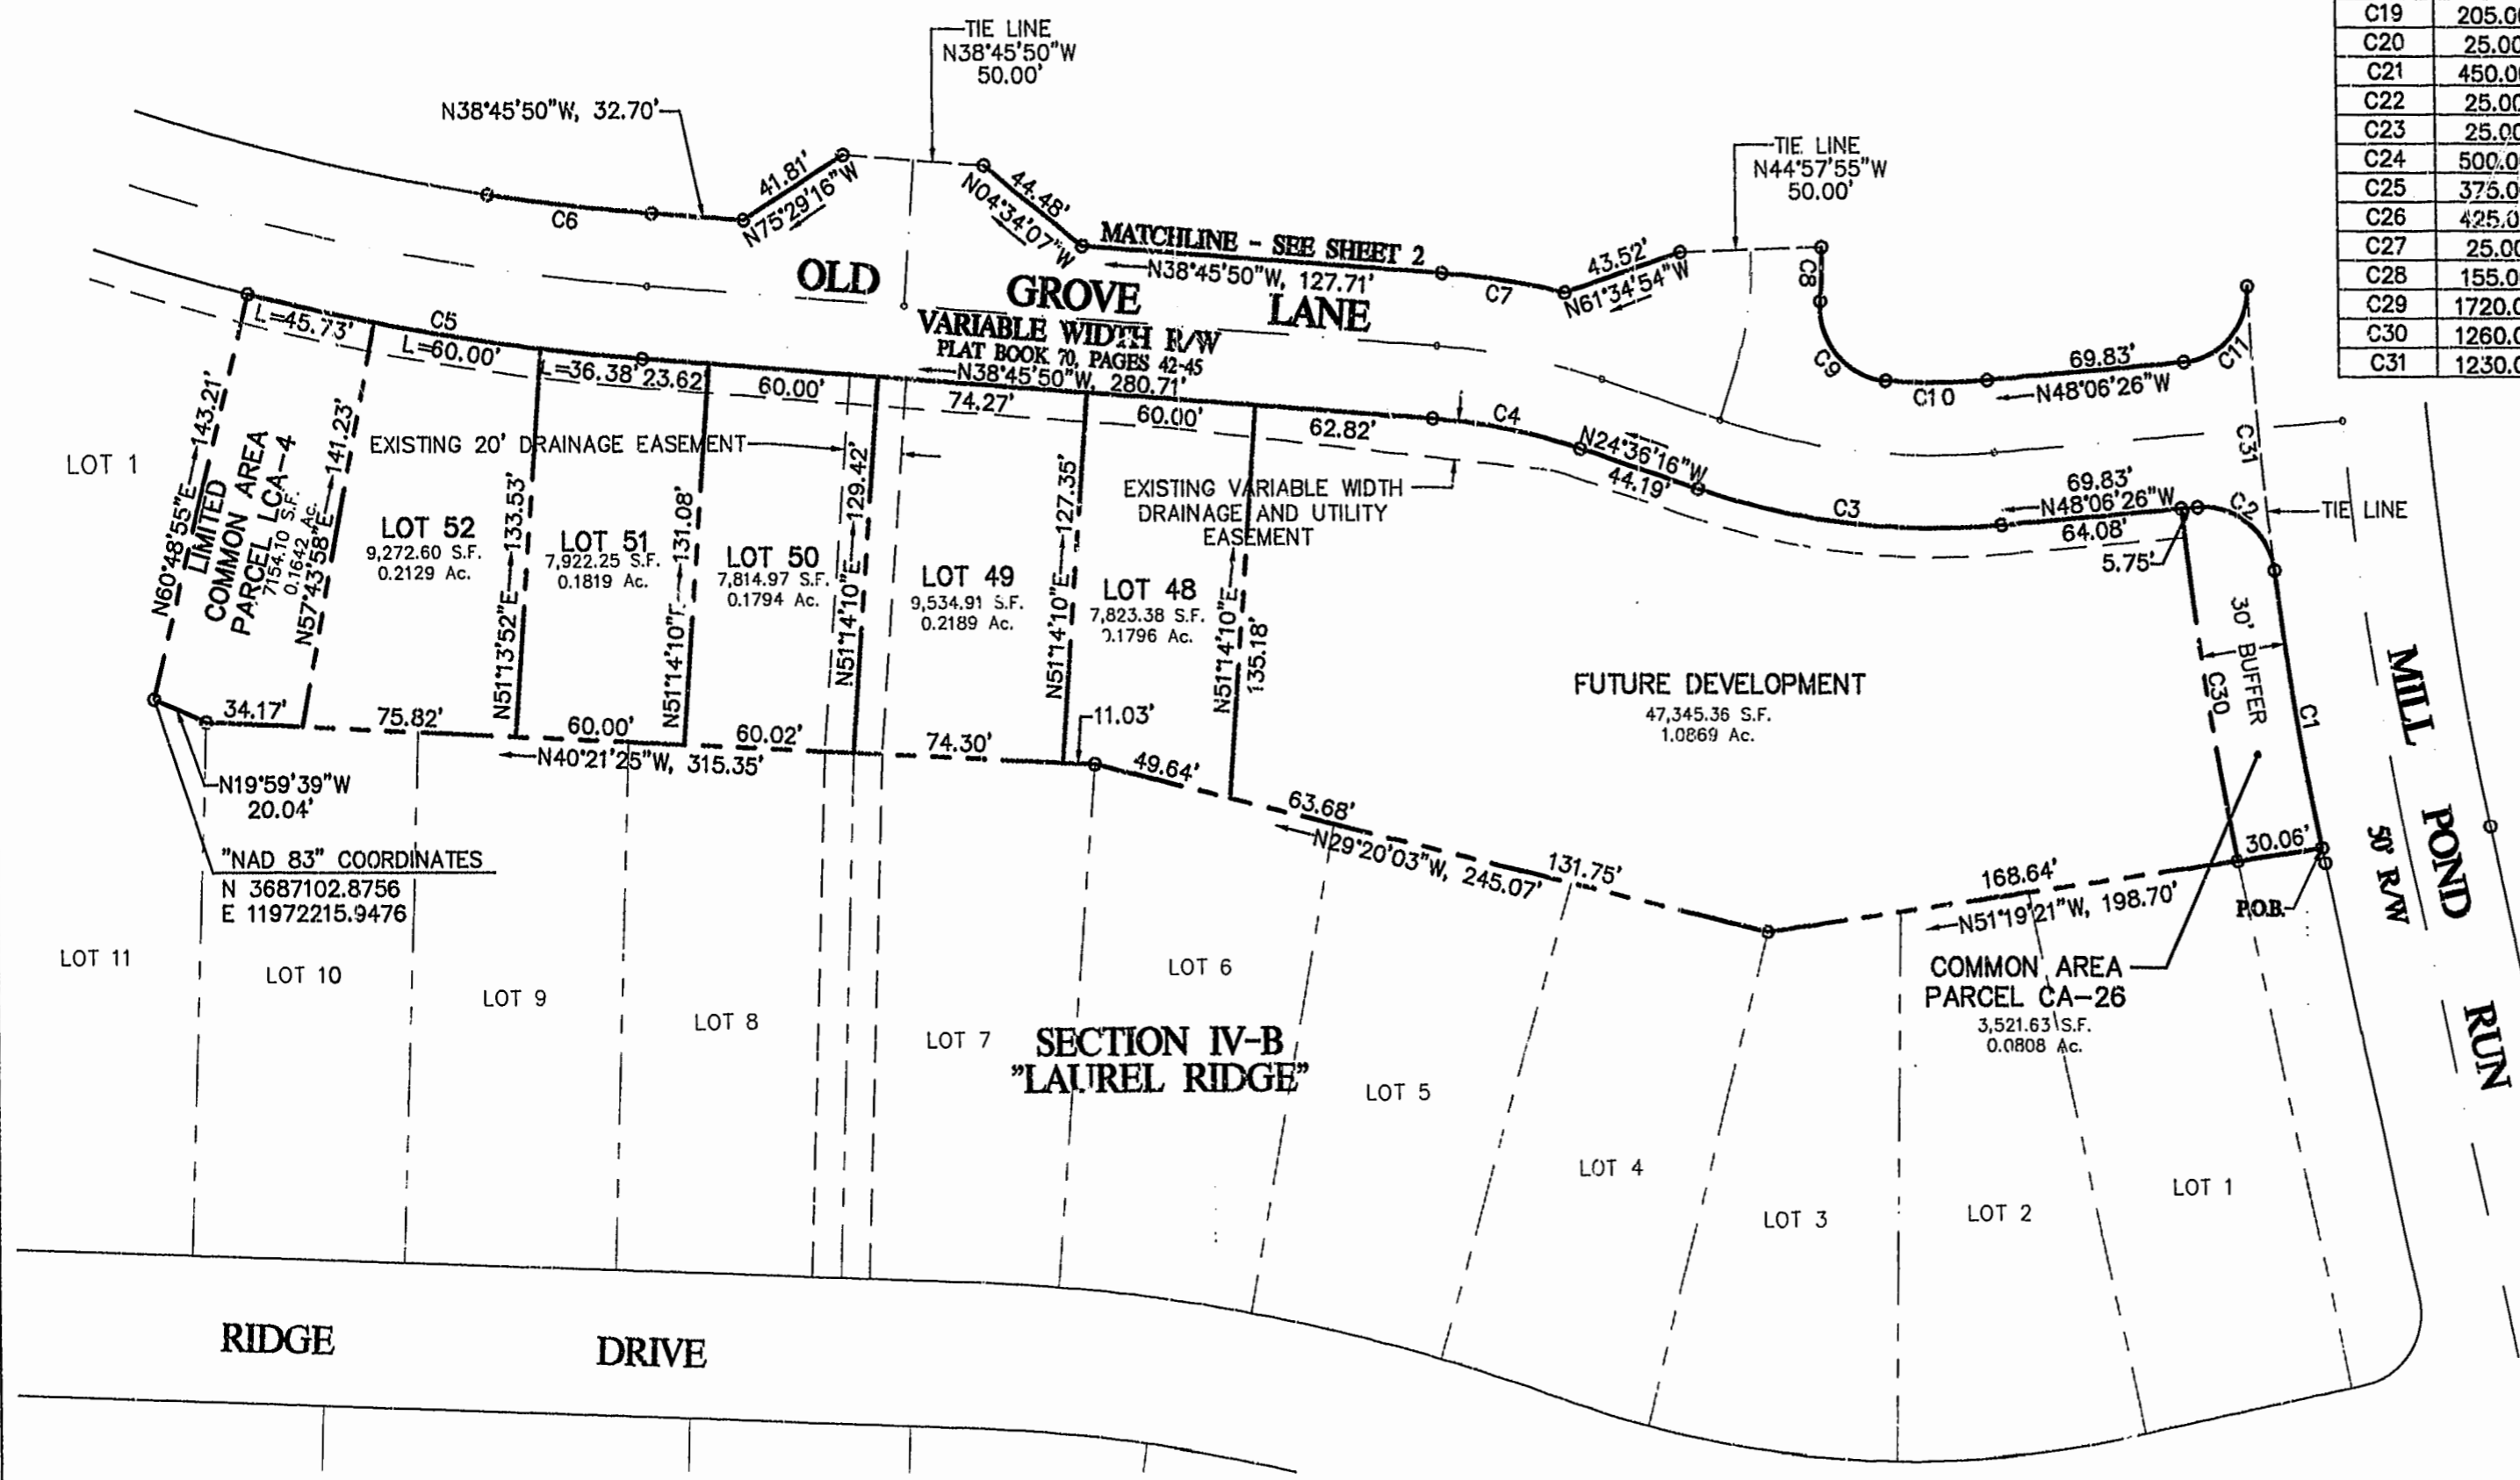 TIE LINE
N38°45'50"W
50.00'
N38°45'50"W, 32.70'
41.81'
N75°29'16"W
44.48'
N04°34'07"W
C6
MATCHLINE - SEE SHEET 2
N38°45'50"W, 127.71'
C7
43.52'
N61°34'54"W
TIE LINE
N44°57'55"W
50.00'
C8
C9
C10
69.83'
N48°06'26"W
C11
C31
C19 205.0
C20 25.00
C21 450.0
C22 25.00
C23 25.00
C24 500.0
C25 375.0
C26 425.0
C27 25.00
C28 155.0
C29 1720.0
C30 1260.0
C31 1230.0
OLD GROVE LANE
VARIABLE WIDTH R/W
PLAT BOOK 70, PAGES 42-45
N38°45'50"W, 280.71'
L=45.73'
C5
L=60.00'
L=36.38'
23.62'
60.00'
74.27'
60.00'
62.82'
C4
N24°36'16"W
44.19'
C3
69.83'
N48°06'26"W
64.08'
5.75'
C2
TIE LINE
EXISTING 20' DRAINAGE EASEMENT
EXISTING VARIABLE WIDTH
DRAINAGE AND UTILITY
EASEMENT
LOT 1
N60°48'55"E 143.21'
LIMITED
COMMON AREA
PARCEL LCA-4
7154.10 S.F.
0.1642 Ac.
N57°43'58"E 141.23'
LOT 52
9,272.60 S.F.
0.2129 Ac.
N51°13'52"E 133.53'
LOT 51
7,922.25 S.F.
0.1819 Ac.
N51°14'10"E 131.08'
LOT 50
7,814.97 S.F.
0.1794 Ac.
N51°14'10"E 129.42'
LOT 49
9,534.91 S.F.
0.2189 Ac.
N51°14'10"E 127.35'
LOT 48
7,823.38 S.F.
0.1796 Ac.
N51°14'10"E
135.18'
FUTURE DEVELOPMENT
47,345.36 S.F.
1.0869 Ac.
30' BUFFER
C30
C1
MILL POND RUN
50' R/W
34.17'
75.82'
60.00'
60.02'
74.30'
11.03'
N40°21'25"W, 315.35'
49.64'
63.68'
N29°20'03"W, 245.07'
131.75'
168.64'
N51°19'21"W, 198.70'
30.06'
P.O.B.
N19°59'39"W
20.04'
"NAD 83" COORDINATES
N 3687102.8756
E 11972215.9476
COMMON AREA
PARCEL CA-26
3,521.63 S.F.
0.0808 Ac.
LOT 11
LOT 10
LOT 9
LOT 8
LOT 7
LOT 6
LOT 5
LOT 4
LOT 3
LOT 2
LOT 1
SECTION IV-B
"LAUREL RIDGE"
RIDGE DRIVE